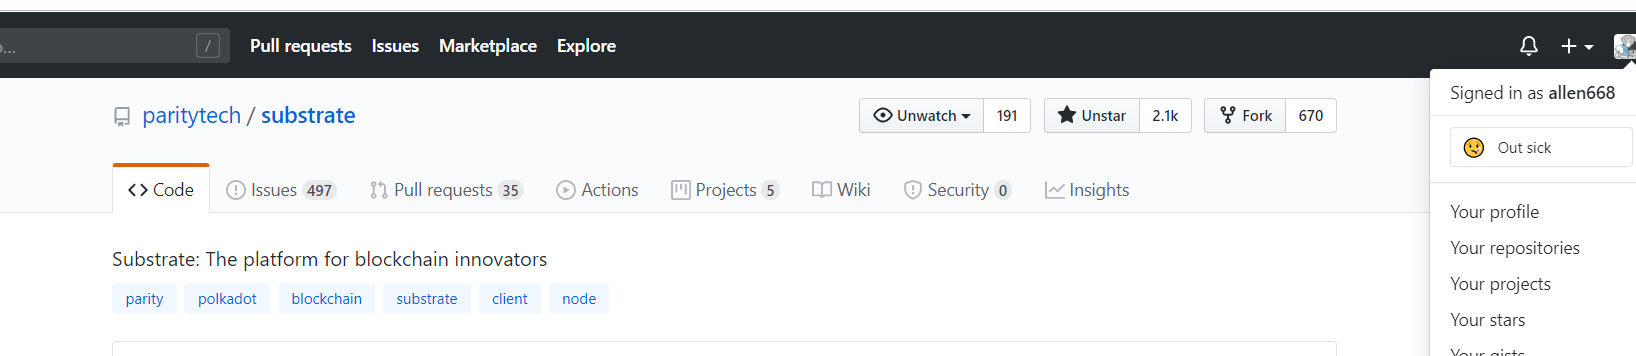 / Pull requests Issues Marketplace Explore
Signed in as allen668
paritytech / substrate Unwatch 191 Unstar 2.1k Fork 670
Out sick
Code Issues 497 Pull requests 35 Actions Projects 5 Wiki Security 0 Insights
Your profile
Your repositories
Substrate: The platform for blockchain innovators
Your projects
parity polkadot blockchain substrate client node
Your stars